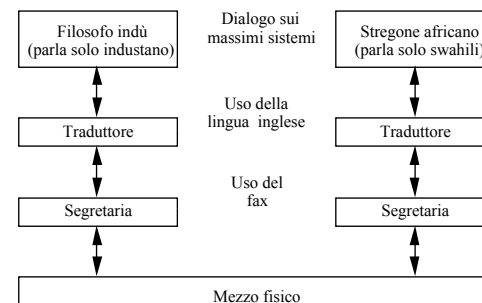 Filosofo indù
(parla solo industano)
Dialogo sui
massimi sistemi
Stregone africano
(parla solo swahili)
Uso della
lingua inglese
Traduttore
Traduttore
Uso del
fax
Segretaria
Segretaria
Mezzo fisico